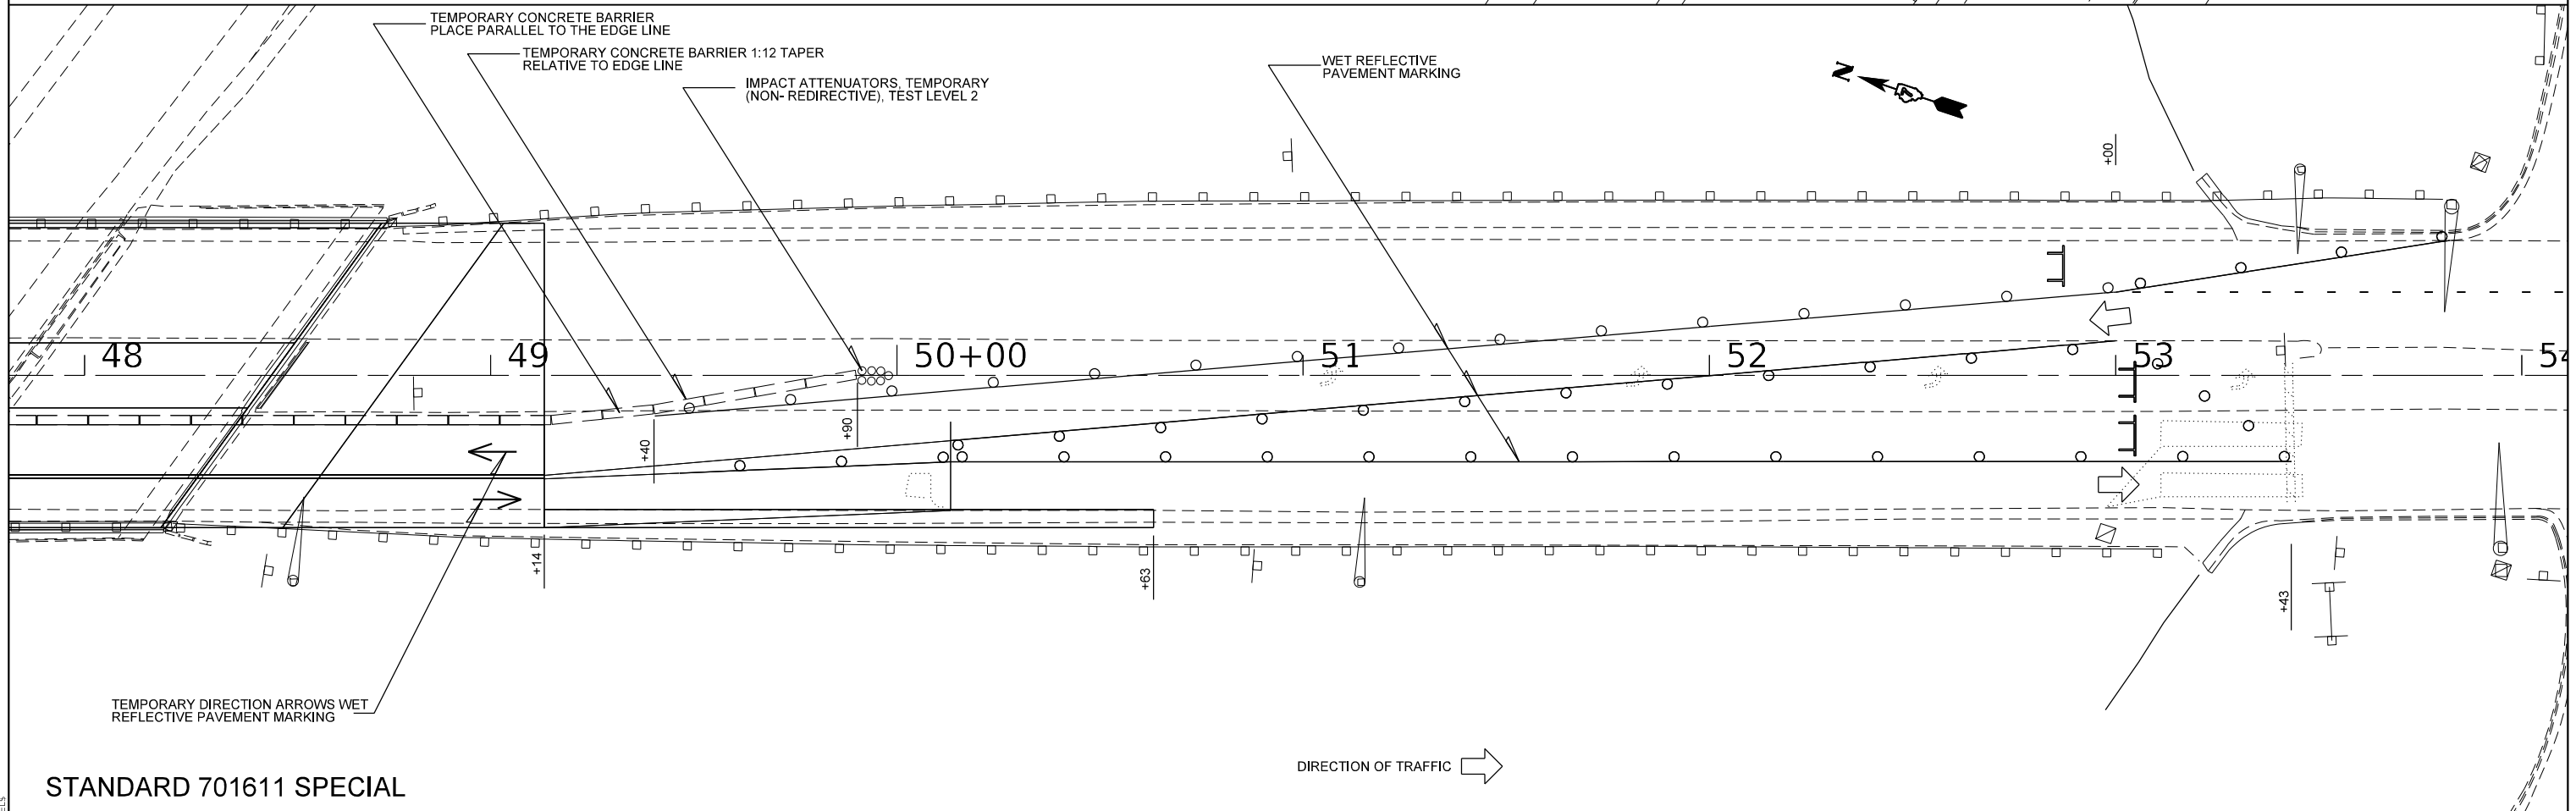 TEMPORARY CONCRETE BARRIER
PLACE PARALLEL TO THE EDGE LINE
TEMPORARY CONCRETE BARRIER 1:12 TAPER
RELATIVE TO EDGE LINE
IMPACT ATTENUATORS, TEMPORARY
(NON- REDIRECTIVE), TEST LEVEL 2
WET REFLECTIVE
PAVEMENT MARKING
N
+00
48
49
50+00
51
52
53
+40
+90
+14
+63
+43
TEMPORARY DIRECTION ARROWS WET
REFLECTIVE PAVEMENT MARKING
DIRECTION OF TRAFFIC
STANDARD 701611 SPECIAL